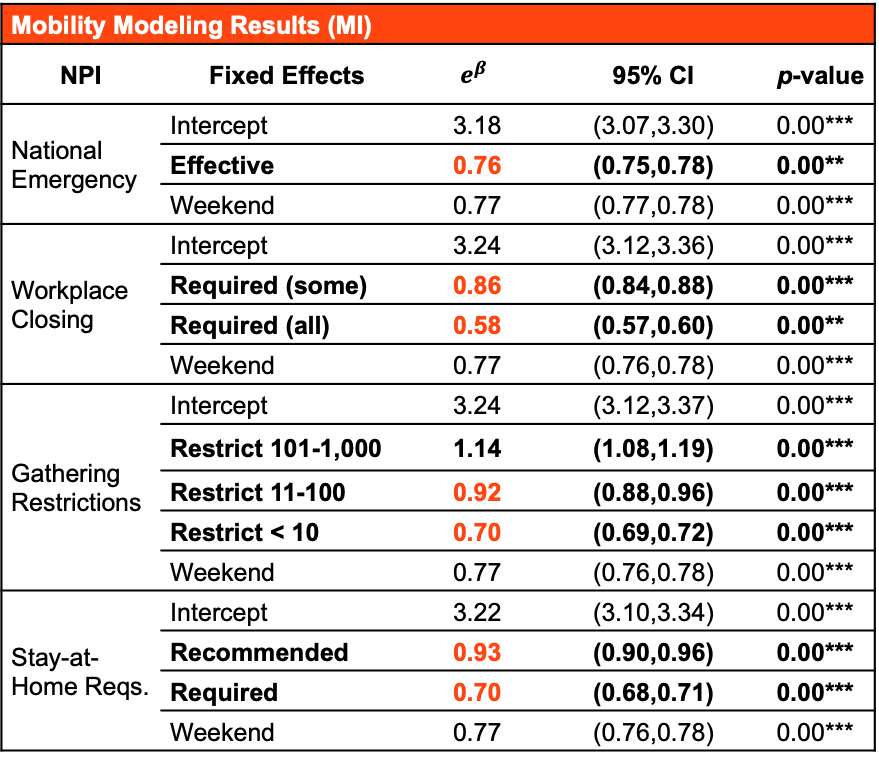 Mobility Modeling Results (MI)
NPI Fixed Effects e^β 95% CI p-value
National Emergency
Intercept 3.18 (3.07,3.30) 0.00***
Effective 0.76 (0.75,0.78) 0.00**
Weekend 0.77 (0.77,0.78) 0.00***
Workplace Closing
Intercept 3.24 (3.12,3.36) 0.00***
Required (some) 0.86 (0.84,0.88) 0.00***
Required (all) 0.58 (0.57,0.60) 0.00**
Weekend 0.77 (0.76,0.78) 0.00***
Gathering Restrictions
Intercept 3.24 (3.12,3.37) 0.00***
Restrict 101-1,000 1.14 (1.08,1.19) 0.00***
Restrict 11-100 0.92 (0.88,0.96) 0.00***
Restrict < 10 0.70 (0.69,0.72) 0.00***
Weekend 0.77 (0.76,0.78) 0.00***
Stay-at-Home Reqs.
Intercept 3.22 (3.10,3.34) 0.00***
Recommended 0.93 (0.90,0.96) 0.00***
Required 0.70 (0.68,0.71) 0.00***
Weekend 0.77 (0.76,0.78) 0.00***